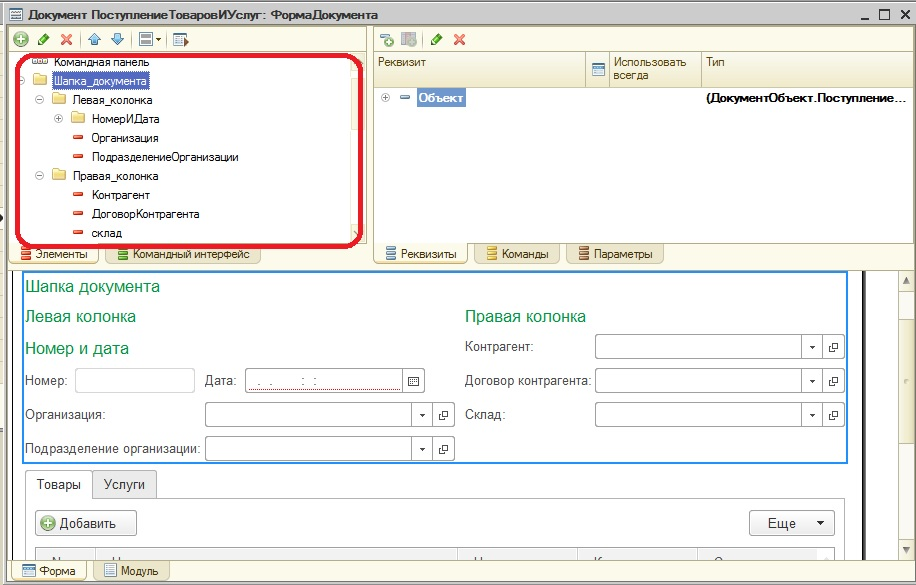 Документ ПоступлениеТоваровИУслуг: ФормаДокумента
Командная панель
Шапка_документа
Левая_колонка
НомерИДата
Организация
ПодразделениеОрганизации
Правая_колонка
Контрагент
ДоговорКонтрагента
склад
Элементы Командный интерфейс
Реквизит Использовать всегда Тип
Объект (ДокументОбъект.Поступление...
Реквизиты Команды Параметры
Шапка документа
Левая колонка Правая колонка
Номер и дата Контрагент:
Номер: Дата: . . : : Договор контрагента:
Организация: Склад:
Подразделение организации:
Товары Услуги
Добавить Еще
Форма Модуль